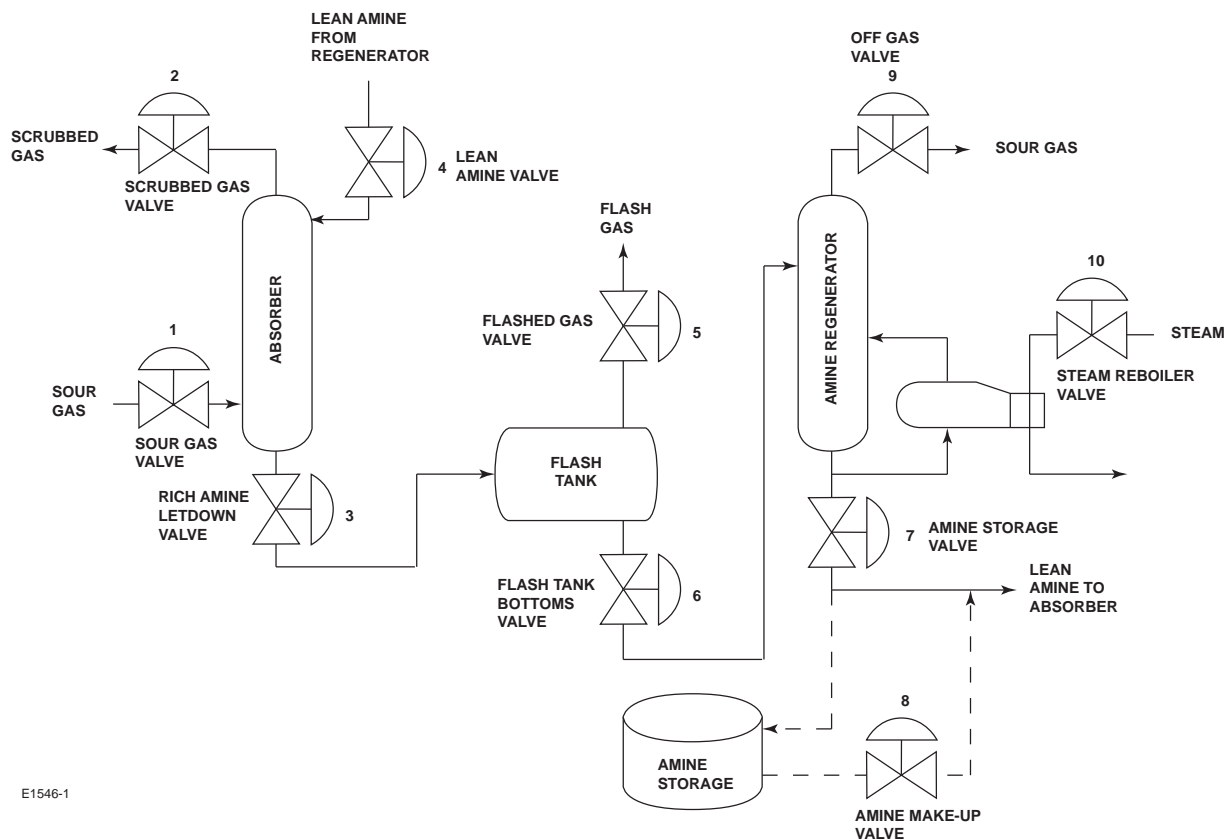 LEAN AMINE
FROM
REGENERATOR
OFF GAS
VALVE
9
2
SCRUBBED
GAS
SCRUBBED GAS
VALVE
4
LEAN
AMINE VALVE
SOUR GAS
FLASH
GAS
ABSORBER
AMINE REGENERATOR
10
1
FLASHED GAS
VALVE
5
STEAM
STEAM REBOILER
VALVE
SOUR
GAS
SOUR GAS
VALVE
FLASH
TANK
RICH AMINE
LETDOWN
VALVE
3
7
AMINE STORAGE
VALVE
FLASH TANK
BOTTOMS
VALVE
6
LEAN
AMINE TO
ABSORBER
8
AMINE
STORAGE
AMINE MAKE-UP
VALVE
E1546-1